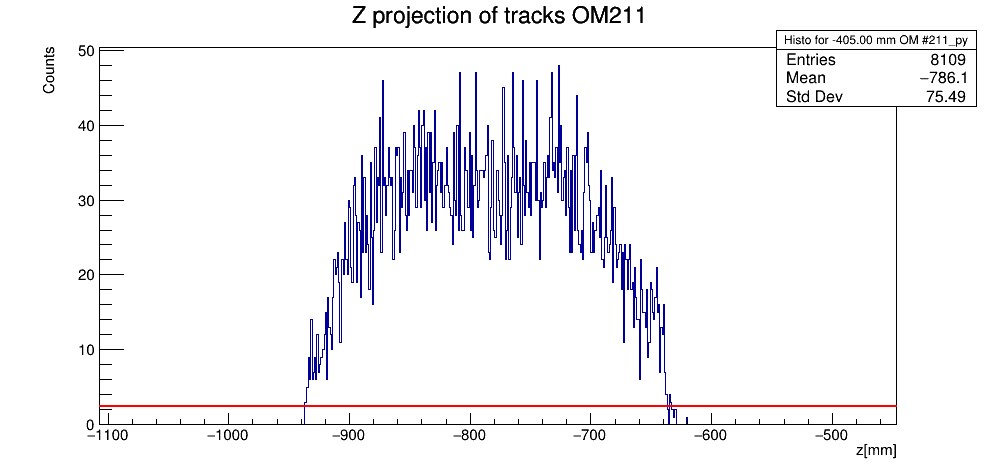 Z projection of tracks OM211
Histo for -405.00 mm OM #211_py
Entries 8109
Mean −786.1
Std Dev 75.49
Counts
50
40
30
20
10
0
−1100 −1000 −900 −800 −700 −600 −500
z[mm]